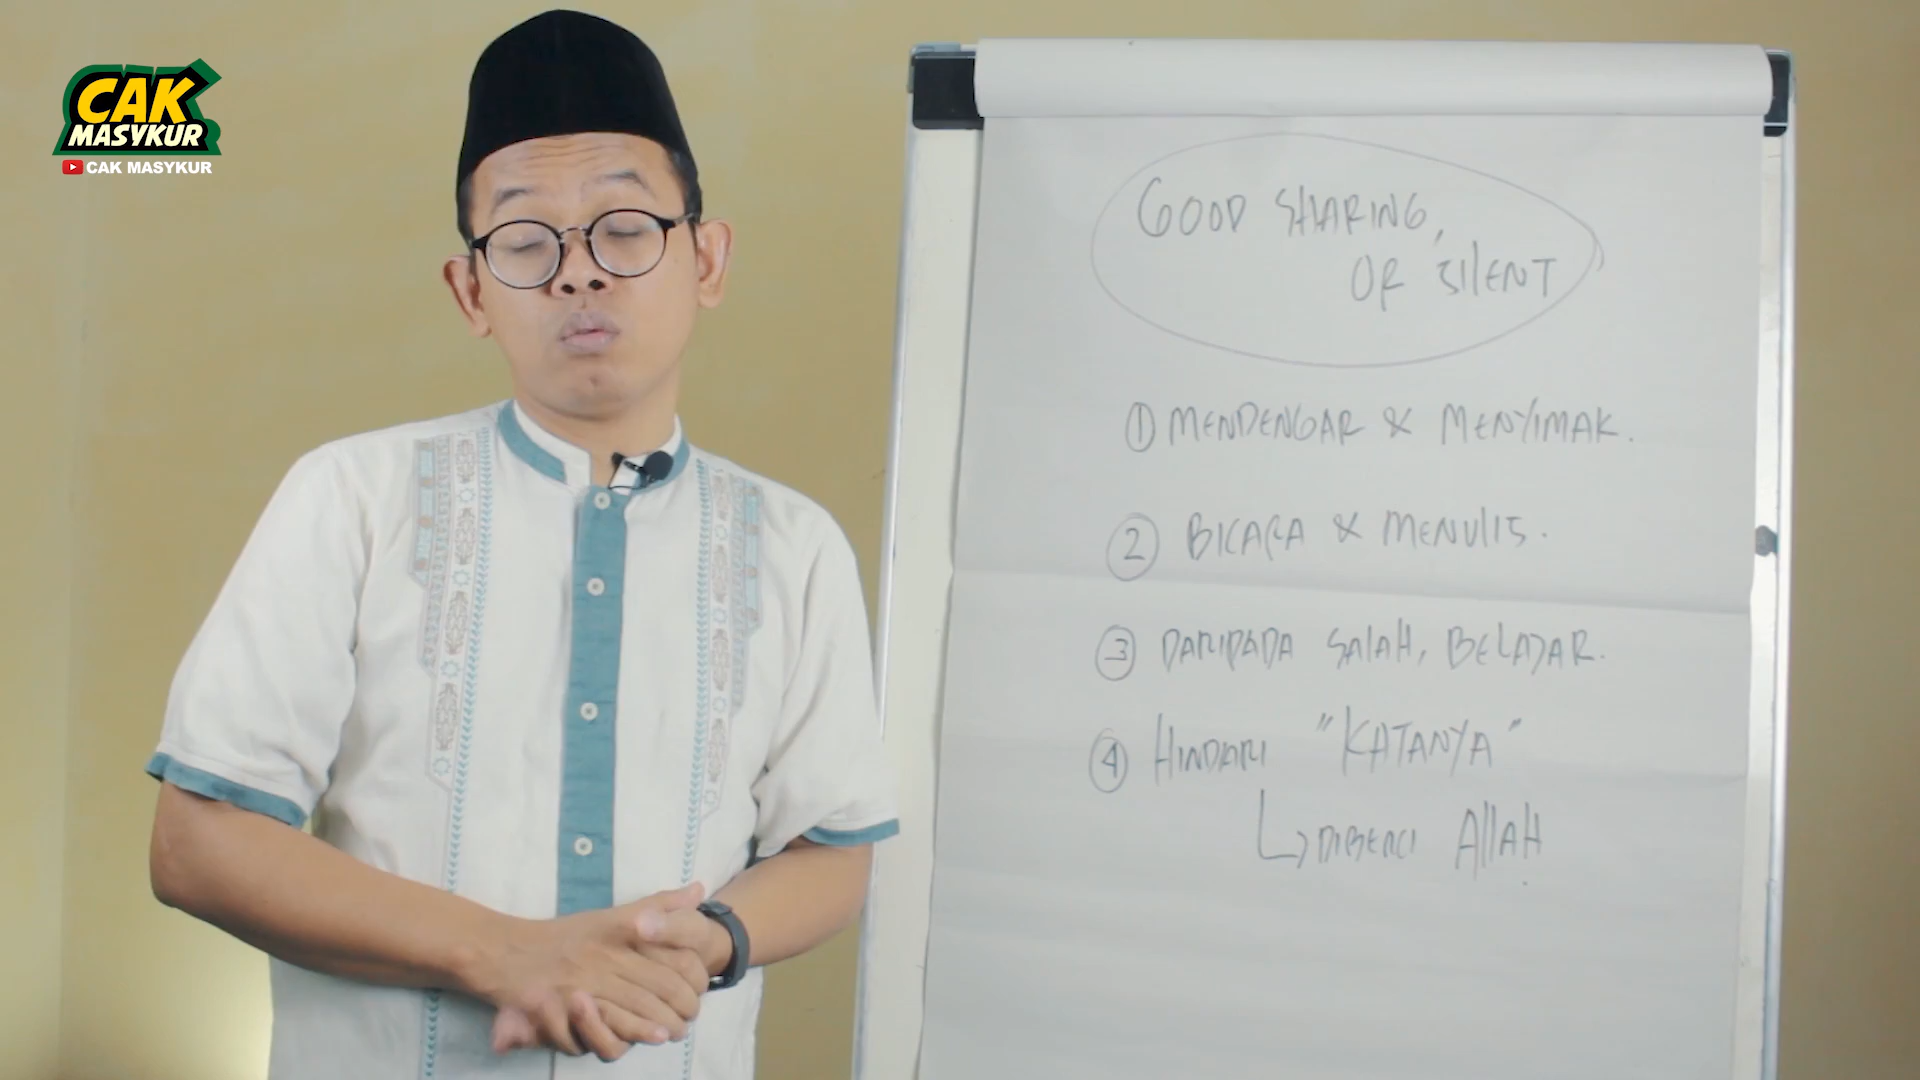 CAK
MASYKUR
CAK MASYKUR
GOOD SHARING,
OR SILENT
1 MENDENGAR & MENYIMAK.
2 BICARA & MENULIS.
3 DARIPADA SALAH, BELAJAR.
4 HINDARI "KATANYA"
↳ DIBENCI ALLAH